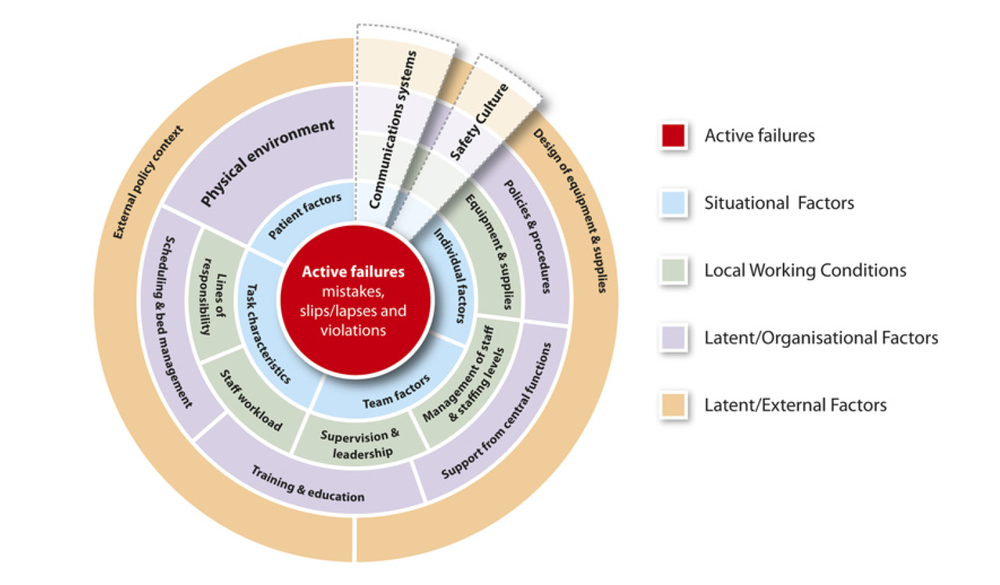 Communications systems
Safety Culture
External policy context
Physical environment
Patient factors
Design of equipment & supplies
Policies & procedures
Equipment & supplies
Individual factors
Active failures
mistakes,
slips/lapses and
violations
Scheduling & bed management
Lines of
responsibility
Task characteristics
Staff workload
Team factors
Management of staff
& staffing levels
Supervision &
leadership
Support from central functions
Training & education
Active failures
Situational Factors
Local Working Conditions
Latent/Organisational Factors
Latent/External Factors